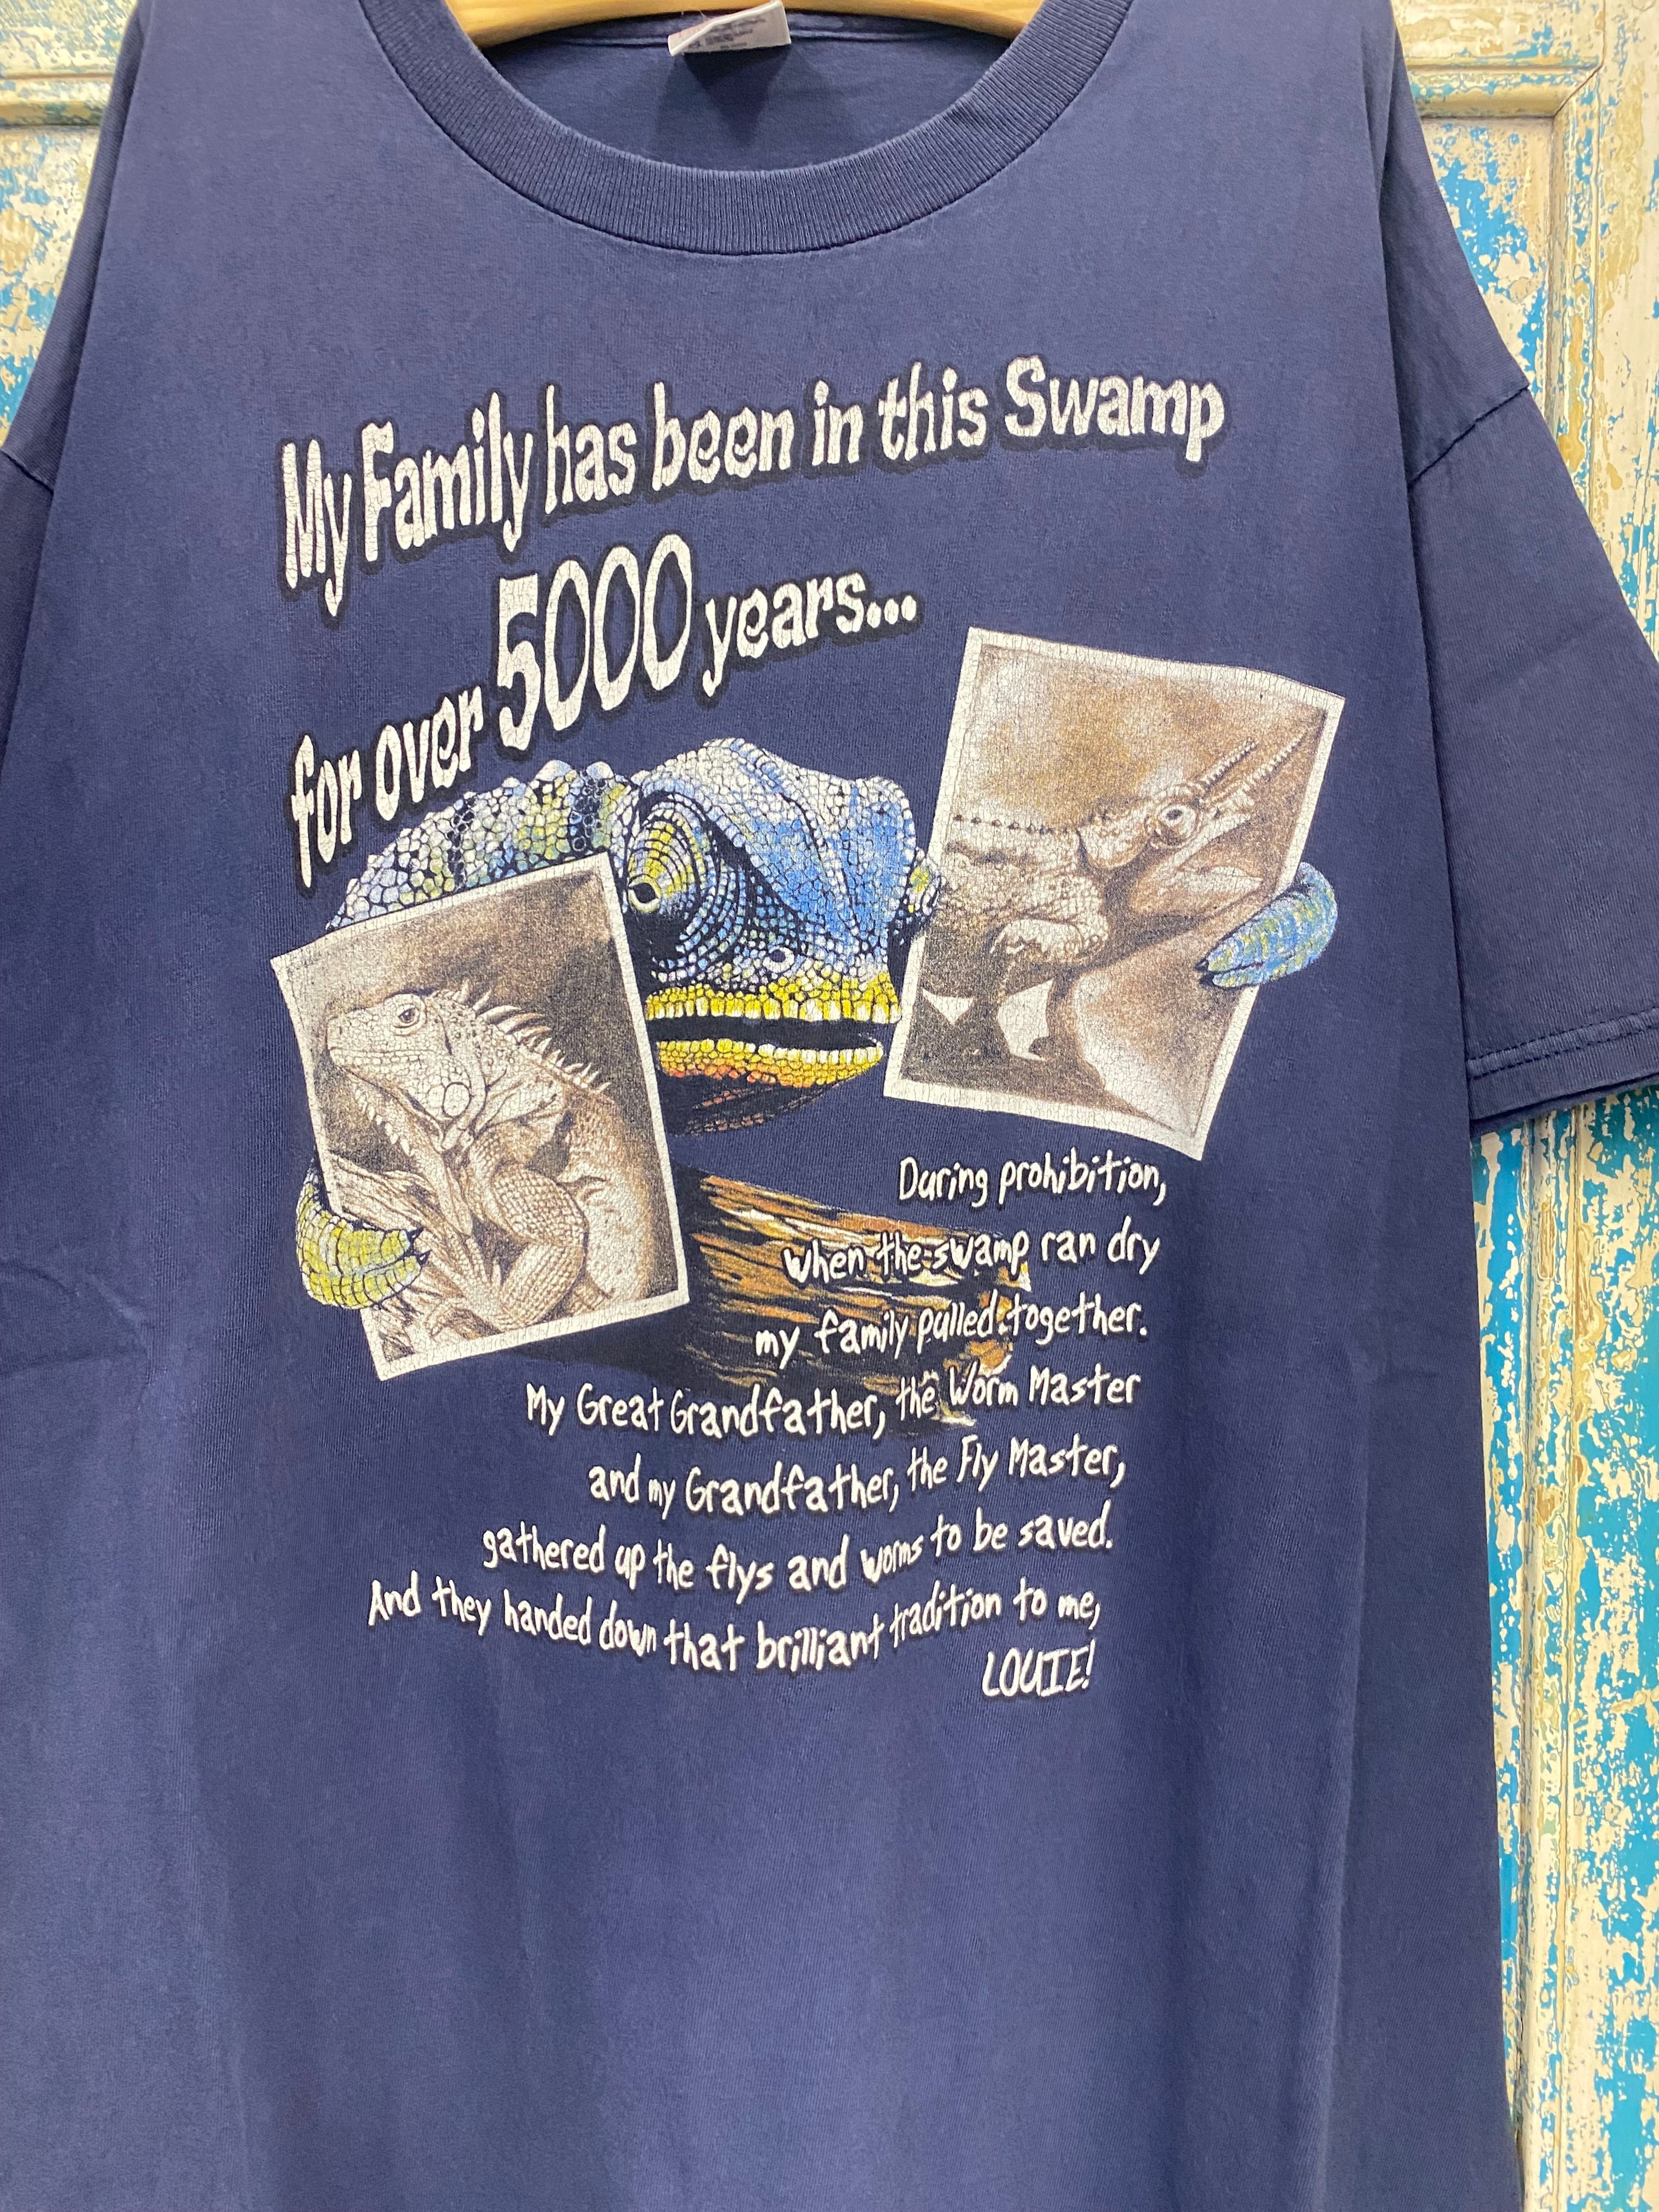 My Family has been in this Swamp
for over 5000 years...
During prohibition,
when the swamp ran dry
my family pulled together.
My Great Grandfather, the Worm Master
and my Grandfather, the Fly Master,
gathered up the flys and worms to be saved.
And they handed down that brilliant tradition to me,
LOUIE!